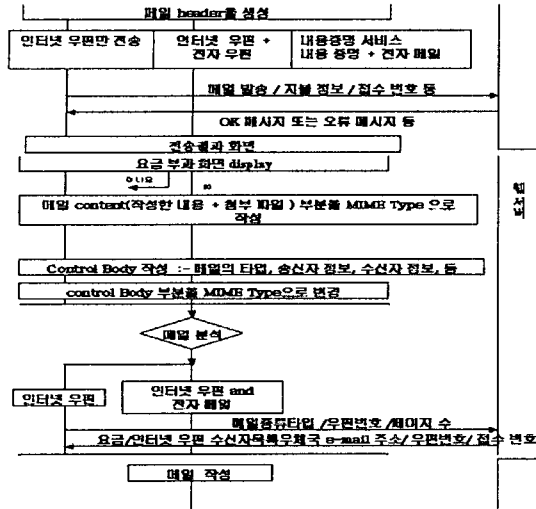 메일 header를 생성
인터넷 우편만 전송
인터넷 우편 +
전자 우편
내용증명 서비스
내용 증명 + 전자 메일
메일 발송 / 지불 정보 / 접수 번호 등
OK 메시지 또는 오류 메시지 등
전송결과 화면
요금 부과 화면 display
아니요
메일 content(작성한 내용 + 첨부 파일 ) 부분을 MIME Type 으로
작성
Control Body 작성 :- 메일의 타입, 송신자 정보, 수신자 정보, 등
control Body 부분을 MIME Type으로 변경
메일 분석
인터넷 우편
인터넷 우편 and
전자 메일
메일종류타입 /우편번호 /페이지 수
요금/인터넷 우편 수신자목록우체국 e-mail 주소/ 우편번호/ 접수 번호
메일 작성
웹 서버